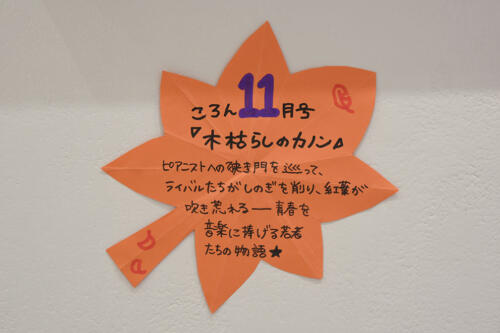 ころん11月号
『木枯らしのカノン』
ピアニストへの狭き門を巡って、
ライバルたちがしのぎを削り、紅葉が
吹き荒れる――青春を
音楽に捧げる若者
たちの物語★